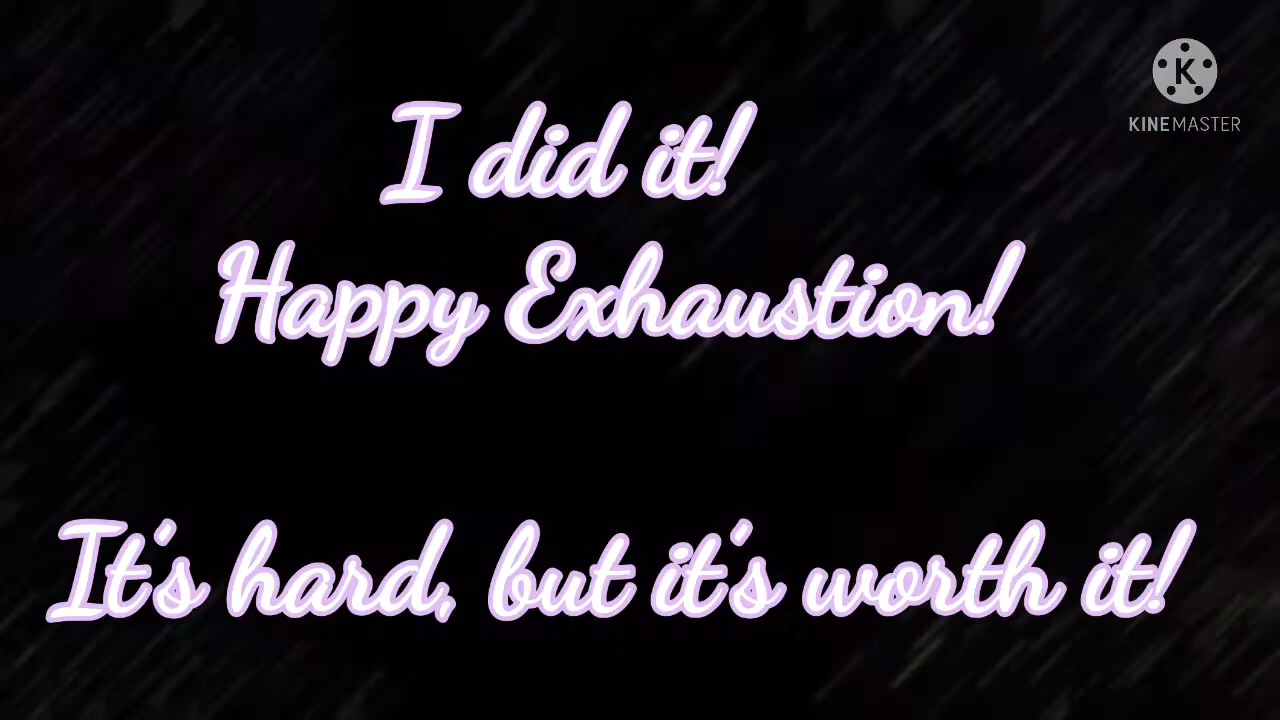 K
KINEMASTER
I did it!
Happy Exhaustion!
It's hard, but it's worth it!